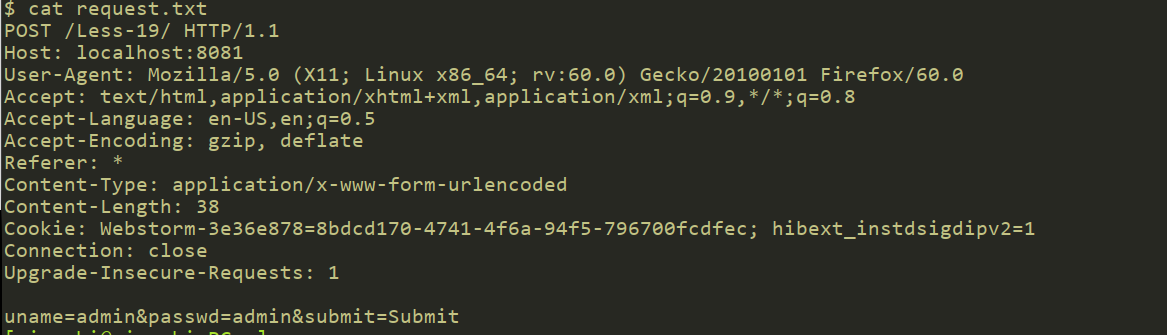 $ cat request.txt
POST /Less-19/ HTTP/1.1
Host: localhost:8081
User-Agent: Mozilla/5.0 (X11; Linux x86_64; rv:60.0) Gecko/20100101 Firefox/60.0
Accept: text/html,application/xhtml+xml,application/xml;q=0.9,*/*;q=0.8
Accept-Language: en-US,en;q=0.5
Accept-Encoding: gzip, deflate
Referer: *
Content-Type: application/x-www-form-urlencoded
Content-Length: 38
Cookie: Webstorm-3e36e878=8bdcd170-4741-4f6a-94f5-796700fcdfec; hibext_instdsigdipv2=1
Connection: close
Upgrade-Insecure-Requests: 1

uname=admin&passwd=admin&submit=Submit